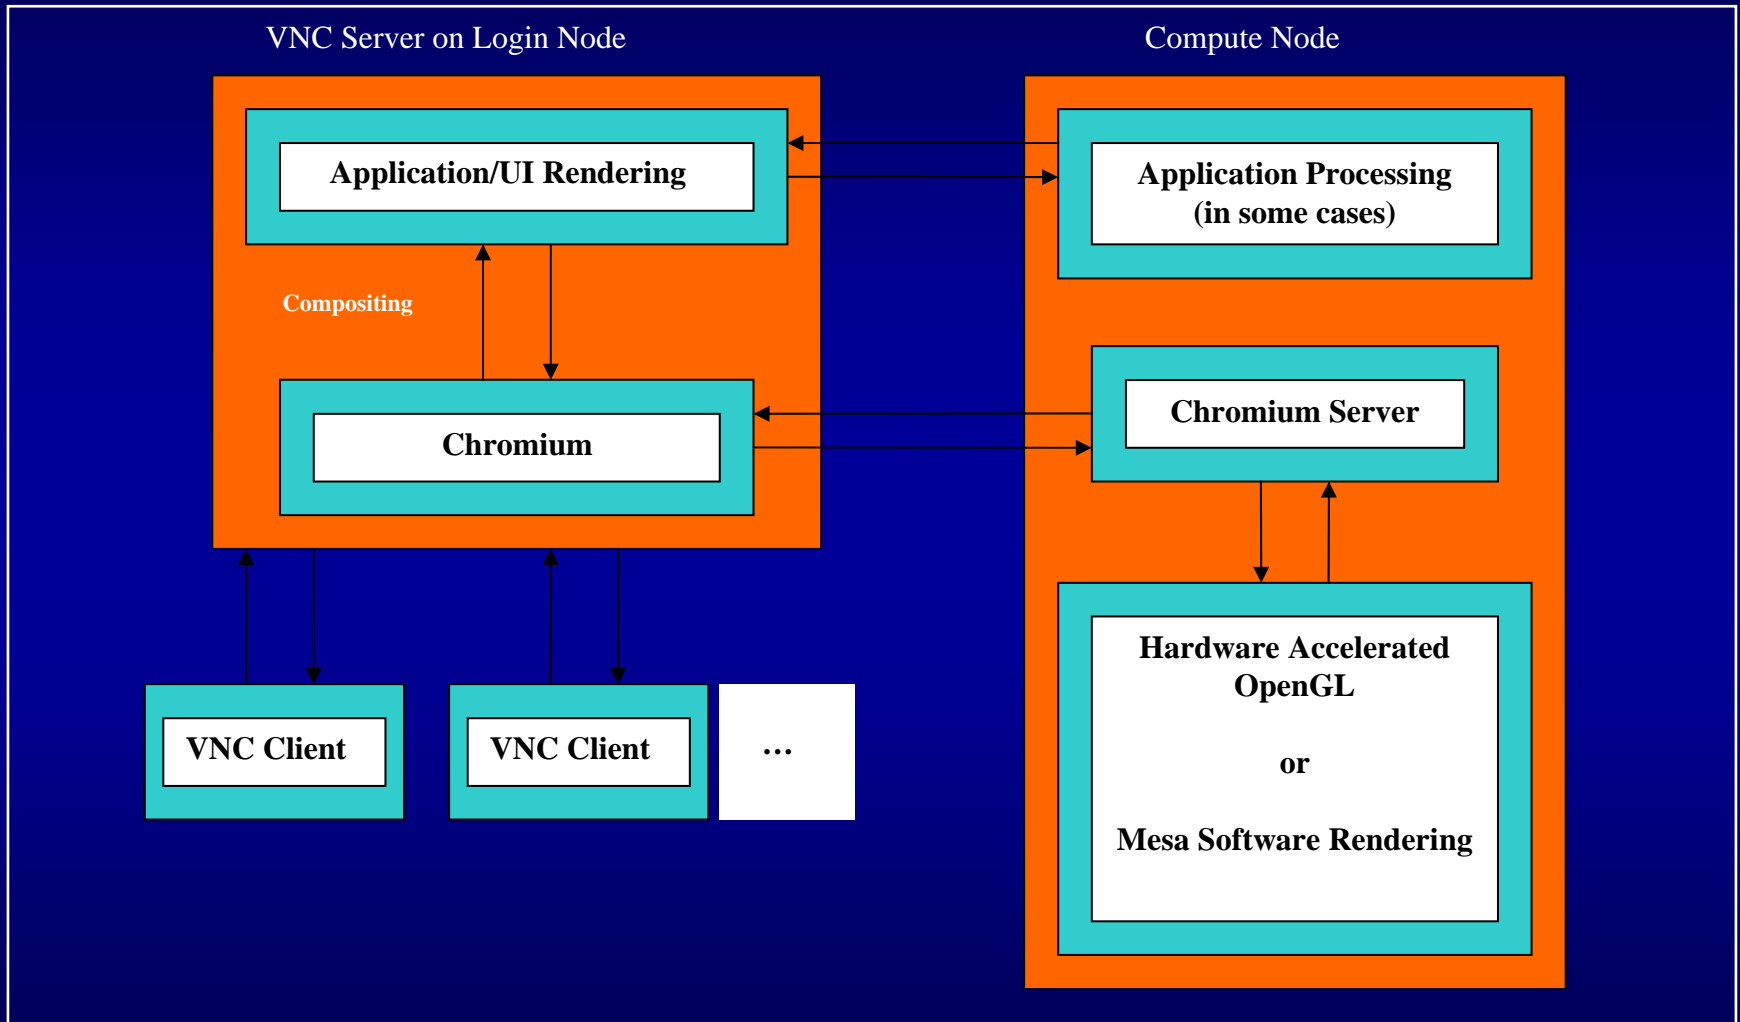 VNC Server on Login Node
Compute Node
Application/UI Rendering
Application Processing
(in some cases)
Compositing
Chromium
Chromium Server
Hardware Accelerated
OpenGL
or
Mesa Software Rendering
VNC Client
VNC Client
...